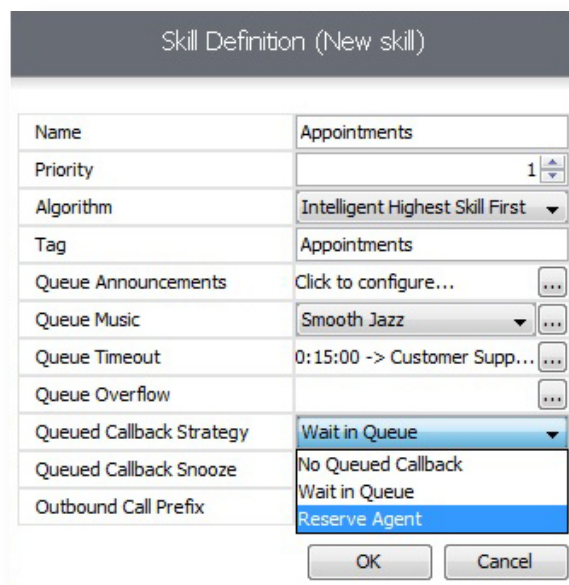 Skill Definition (New skill)
Name Appointments
Priority 1
Algorithm Intelligent Highest Skill First
Tag Appointments
Queue Announcements Click to configure... ...
Queue Music Smooth Jazz ...
Queue Timeout 0:15:00 -> Customer Supp... ...
Queue Overflow ...
Queued Callback Strategy Wait in Queue
Queued Callback Snooze No Queued Callback
Wait in Queue
Outbound Call Prefix Reserve Agent
OK Cancel